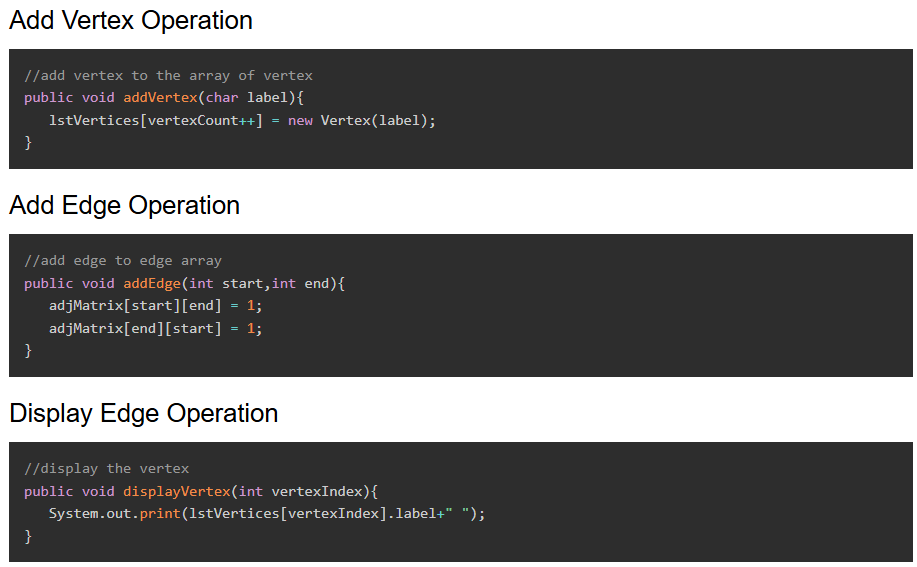 Add Vertex Operation
//add vertex to the array of vertex
public void addVertex(char label){
   lstVertices[vertexCount++] = new Vertex(label);
}
Add Edge Operation
//add edge to edge array
public void addEdge(int start,int end){
   adjMatrix[start][end] = 1;
   adjMatrix[end][start] = 1;
}
Display Edge Operation
//display the vertex
public void displayVertex(int vertexIndex){
   System.out.print(lstVertices[vertexIndex].label+" ");
}